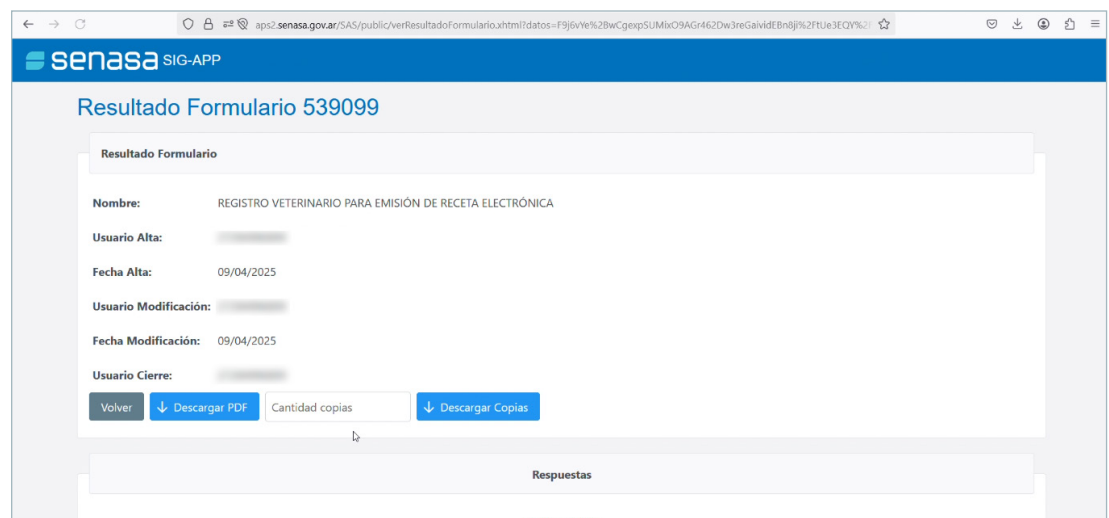 aps2.senasa.gov.ar/SAS/public/verResultadoFormulario.xhtml?datos=F9j6vYe%2BwCgexpSUMixO9AGr462Dw3reGaividEBn8ji%2FtUe3EQY%2F
senasa SIG-APP
Resultado Formulario 539099
Resultado Formulario
Nombre: REGISTRO VETERINARIO PARA EMISIÓN DE RECETA ELECTRÓNICA
Usuario Alta:
Fecha Alta: 09/04/2025
Usuario Modificación:
Fecha Modificación: 09/04/2025
Usuario Cierre:
Volver Descargar PDF Cantidad copias Descargar Copias
Respuestas